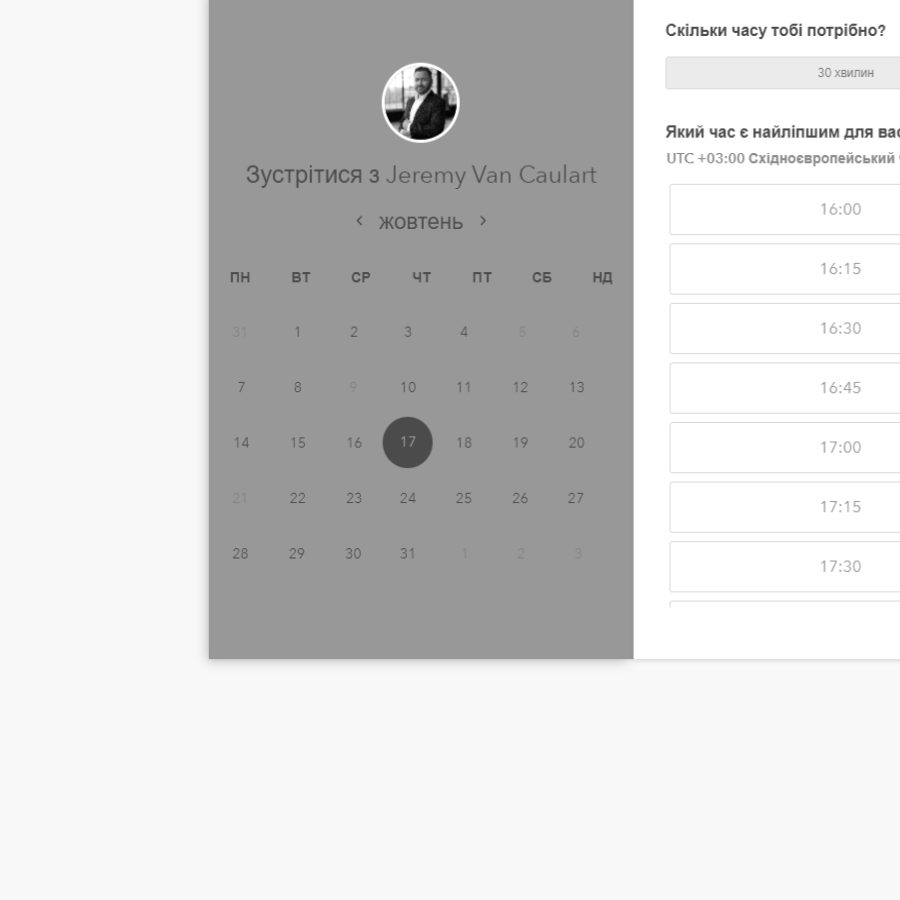 Зустрітися з Jeremy Van Caulart
жовтень
ПН ВТ СР ЧТ ПТ СБ НД
31 1 2 3 4 5 6
7 8 9 10 11 12 13
14 15 16 17 18 19 20
21 22 23 24 25 26 27
28 29 30 31 1 2 3
Скільки часу тобі потрібно?
30 хвилин
Який час є найліпшим для вас
UTC +03:00 Східноєвропейський
16:00
16:15
16:30
16:45
17:00
17:15
17:30